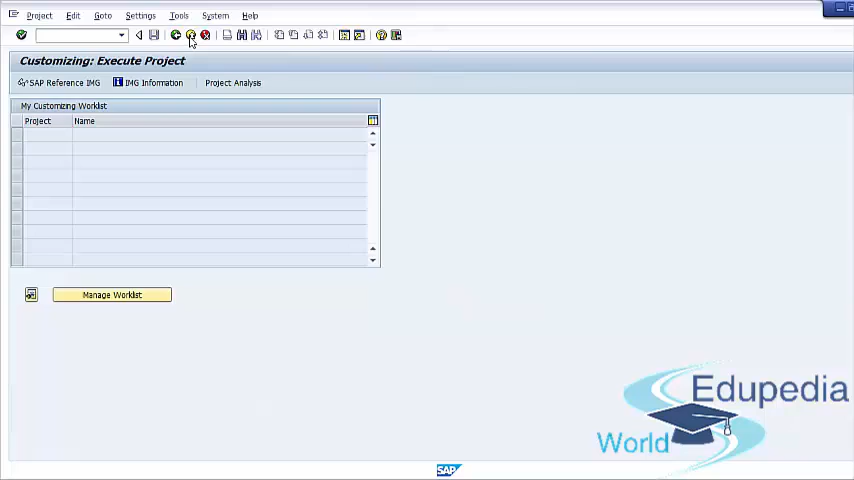 Project Edit Goto Settings Tools System Help
Customizing: Execute Project
SAP Reference IMG IMG Information Project Analysis
My Customizing Worklist
Project Name
Manage Worklist
Edupedia
World
SAP